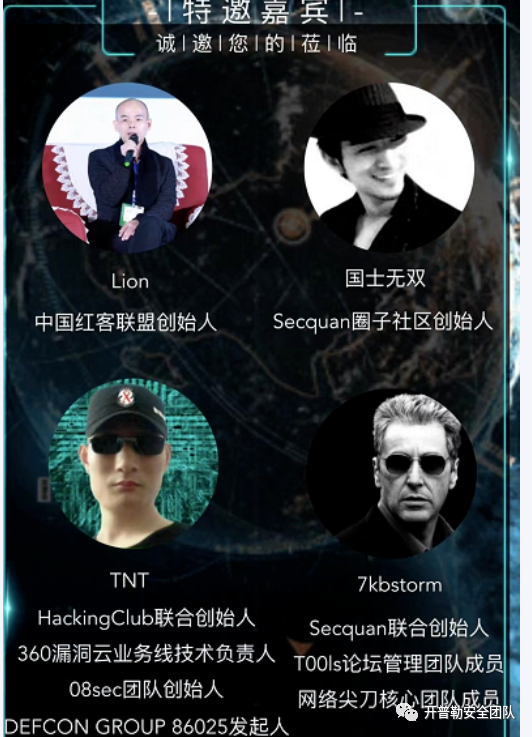 特邀嘉宾
诚邀您的莅临
Lion
中国红客联盟创始人
国士无双
Secquan圈子社区创始人
TNT
HackingClub联合创始人
360漏洞云业务线技术负责人
08sec团队创始人
DEFCON GROUP 86025发起人
7kbstorm
Secquan联合创始人
T00ls论坛管理团队成员
网络尖刀核心团队成员
开普勒安全团队